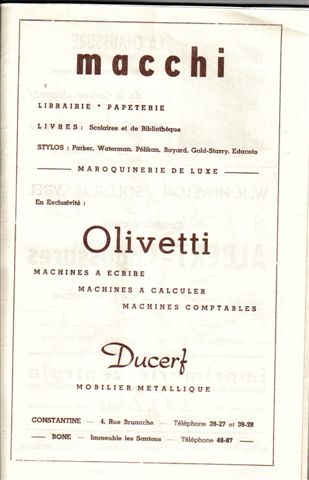 macchi
LIBRAIRIE * PAPETERIE
LIVRES : Scolaires et de Bibliothèque
STYLOS : Parker, Waterman, Pélikan, Bayard, Gold-Starry, Edacoto
MAROQUINERIE DE LUXE
En Exclusivité :
Olivetti
MACHINES A ECRIRE
MACHINES A CALCULER
MACHINES COMPTABLES
Ducerf
MOBILIER METALLIQUE
CONSTANTINE — 4, Rue Brunache — Téléphone 39-27 et 39-28
— BONE — Immeuble les Santons — Téléphone 48-87 —